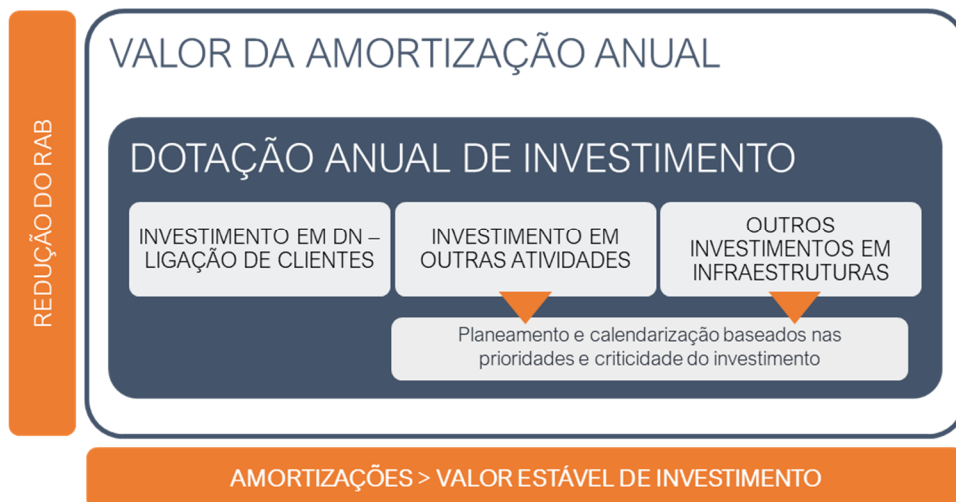 REDUÇÃO DO RAB
VALOR DA AMORTIZAÇÃO ANUAL
DOTAÇÃO ANUAL DE INVESTIMENTO
INVESTIMENTO EM DN –
LIGAÇÃO DE CLIENTES
INVESTIMENTO EM
OUTRAS ATIVIDADES
OUTROS
INVESTIMENTOS EM
INFRAESTRUTURAS
Planeamento e calendarização baseados nas
prioridades e criticidade do investimento
AMORTIZAÇÕES > VALOR ESTÁVEL DE INVESTIMENTO